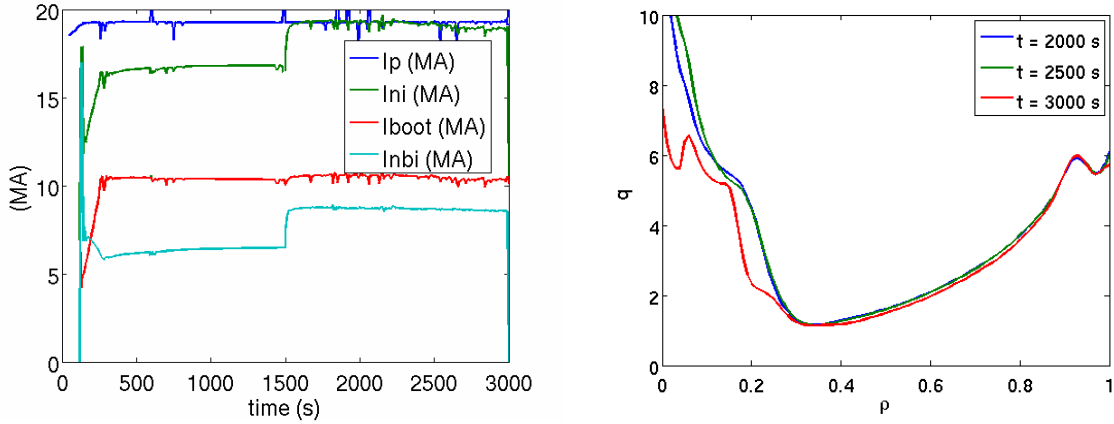 20
15
10
5
0
(MA)
Ip (MA)
Ini (MA)
Iboot (MA)
Inbi (MA)
0 500 1000 1500 2000 2500 3000
time (s)
10
8
6
4
2
0
q
t = 2000 s
t = 2500 s
t = 3000 s
0 0.2 0.4 0.6 0.8 1
ρ